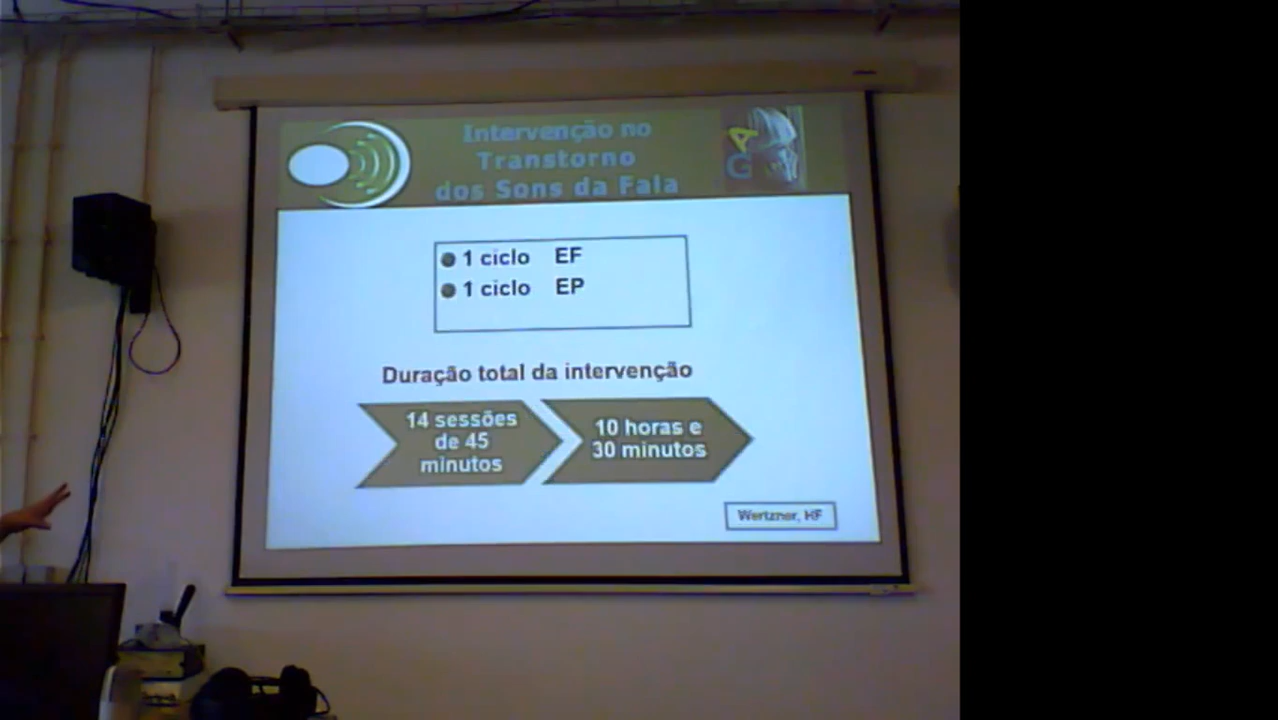 Intervenção no
Transtorno
dos Sons da Fala
A
G
1 ciclo EF
1 ciclo EP
Duração total da intervenção
14 sessões
de 45
minutos
10 horas e
30 minutos
Wertzner, HF